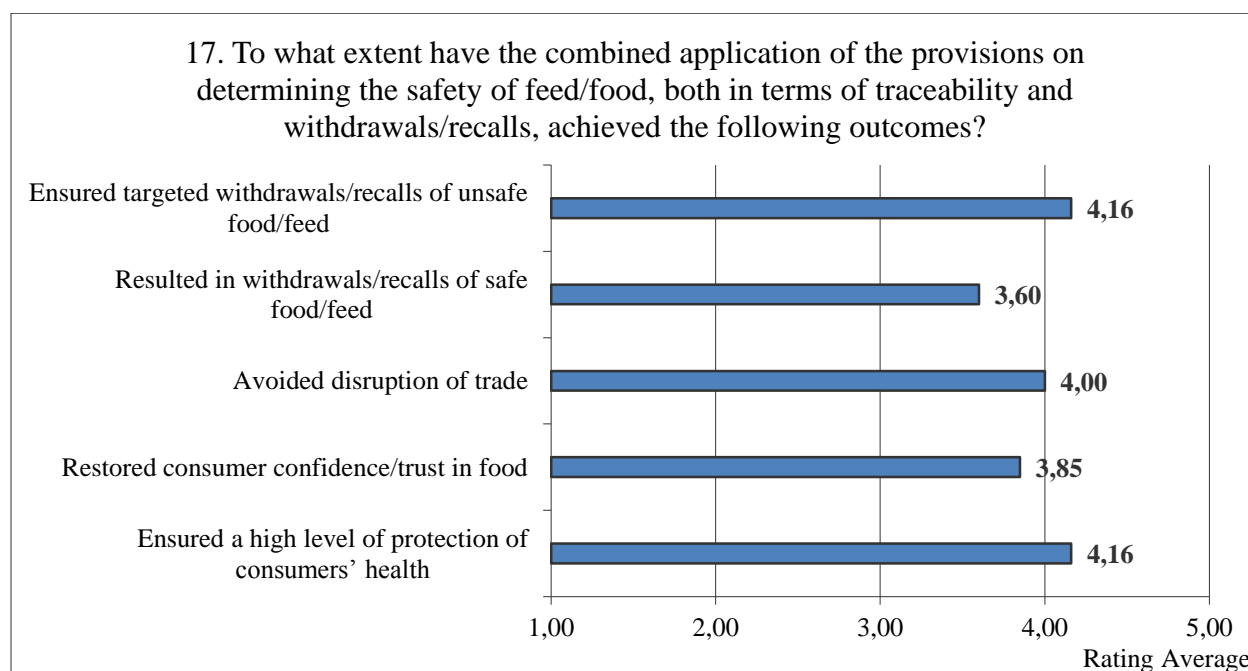 17. To what extent have the combined application of the provisions on
determining the safety of feed/food, both in terms of traceability and
withdrawals/recalls, achieved the following outcomes?
Ensured targeted withdrawals/recalls of unsafe
food/feed
4,16
Resulted in withdrawals/recalls of safe
food/feed
3,60
Avoided disruption of trade
4,00
Restored consumer confidence/trust in food
3,85
Ensured a high level of protection of
consumers’ health
4,16
1,00 2,00 3,00 4,00 5,00
Rating Average